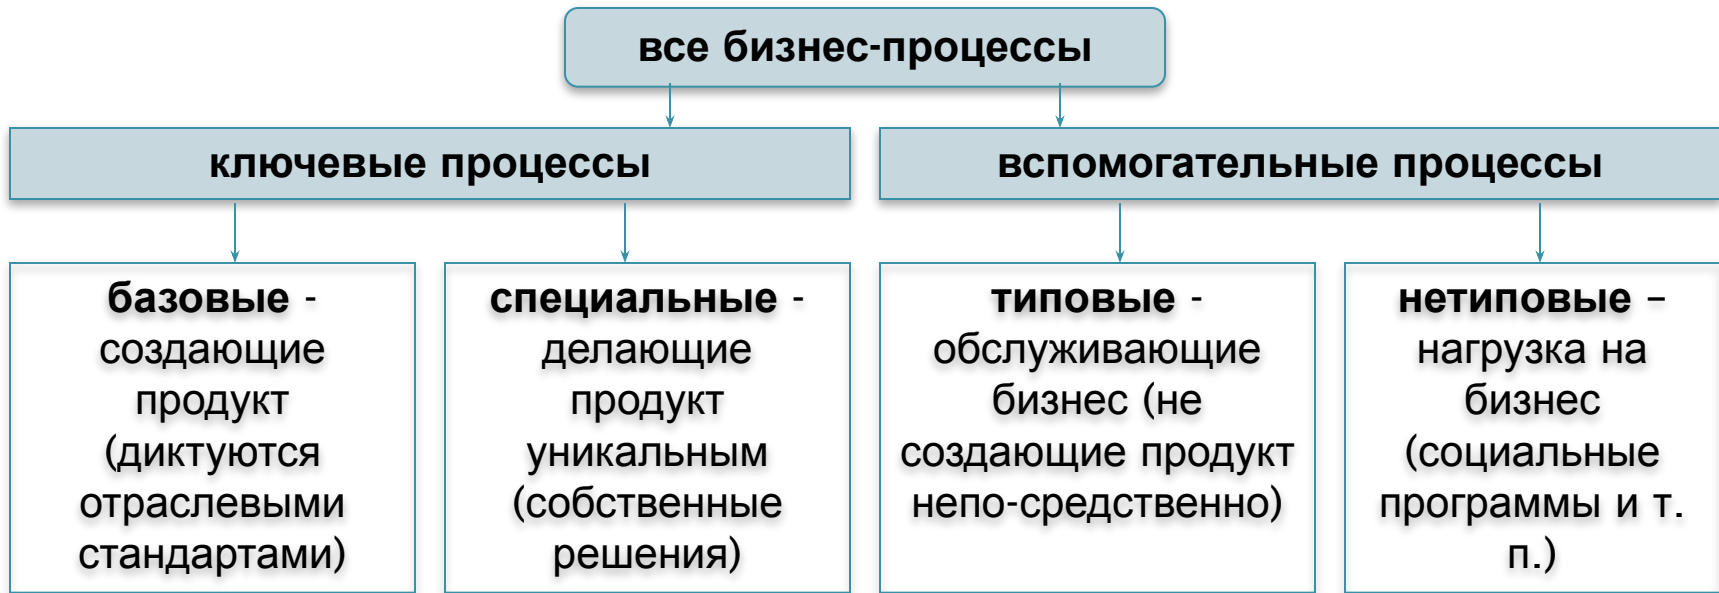 все бизнес-процессы
ключевые процессы
вспомогательные процессы
базовые -
создающие
продукт
(диктуются
отраслевыми
стандартами)
специальные -
делающие
продукт
уникальным
(собственные
решения)
типовые -
обслуживающие
бизнес (не
создающие продукт
непо-средственно)
нетиповые –
нагрузка на
бизнес
(социальные
программы и т.
п.)